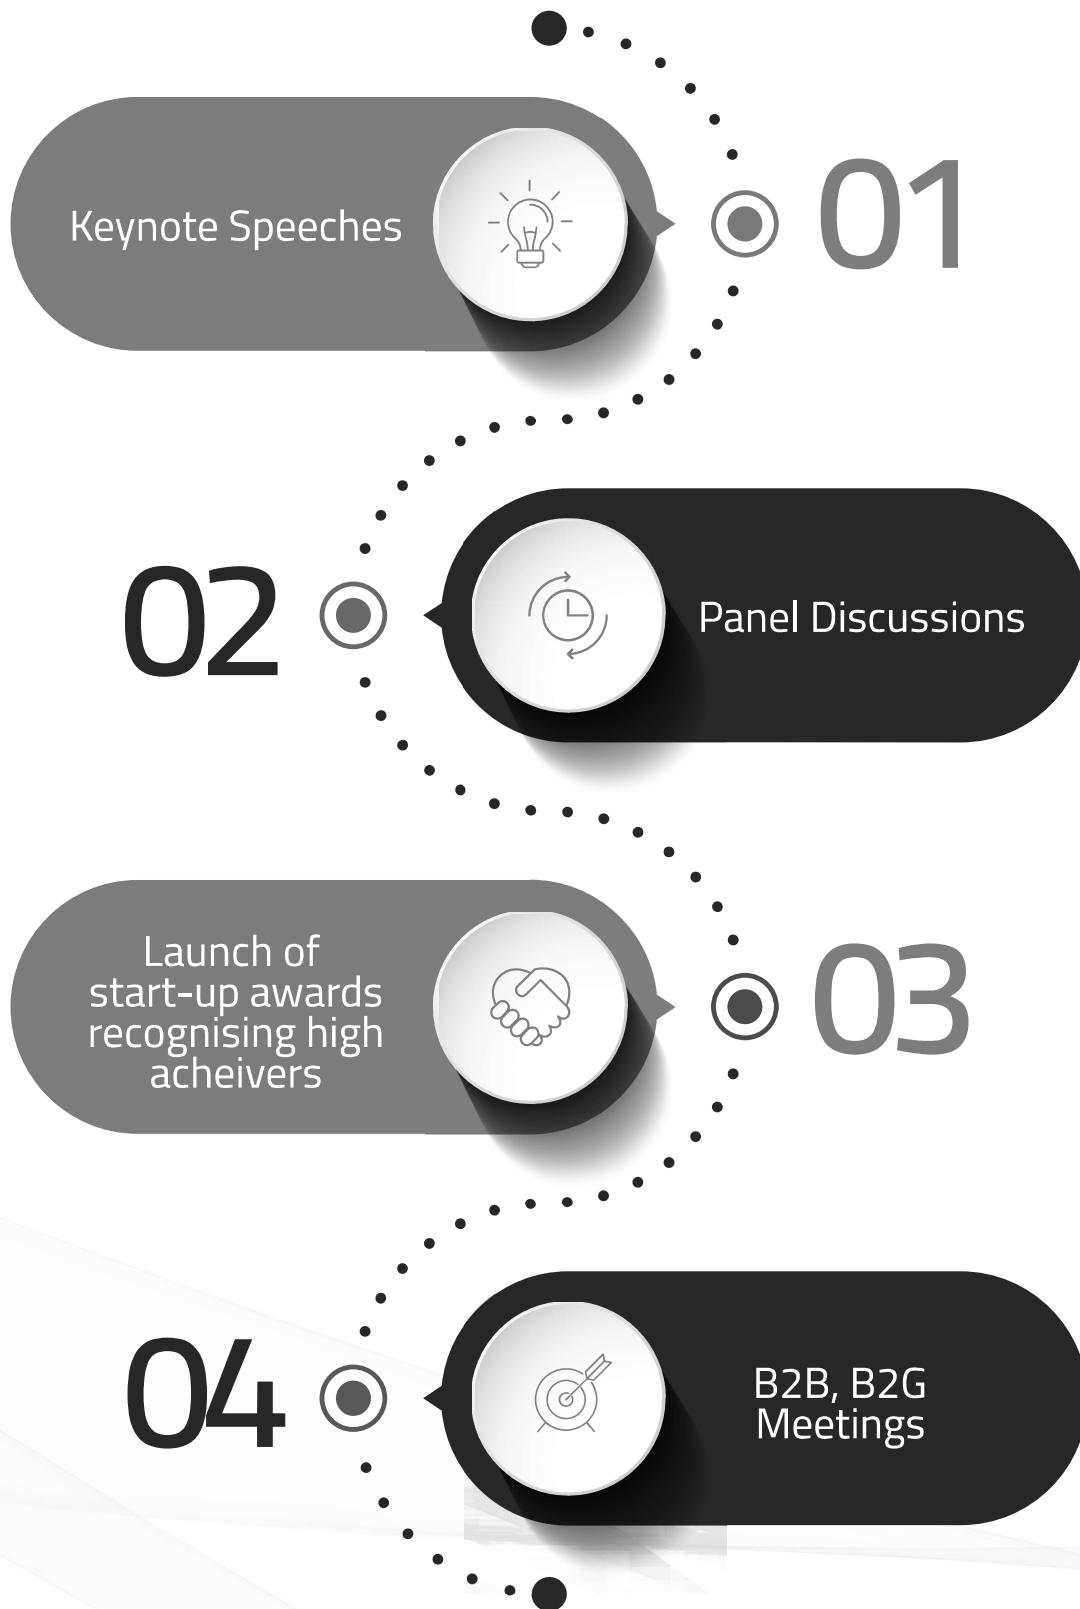 Keynote Speeches
01
02
Panel Discussions
Launch of
start-up awards
recognising high
acheivers
03
04
B2B, B2G
Meetings